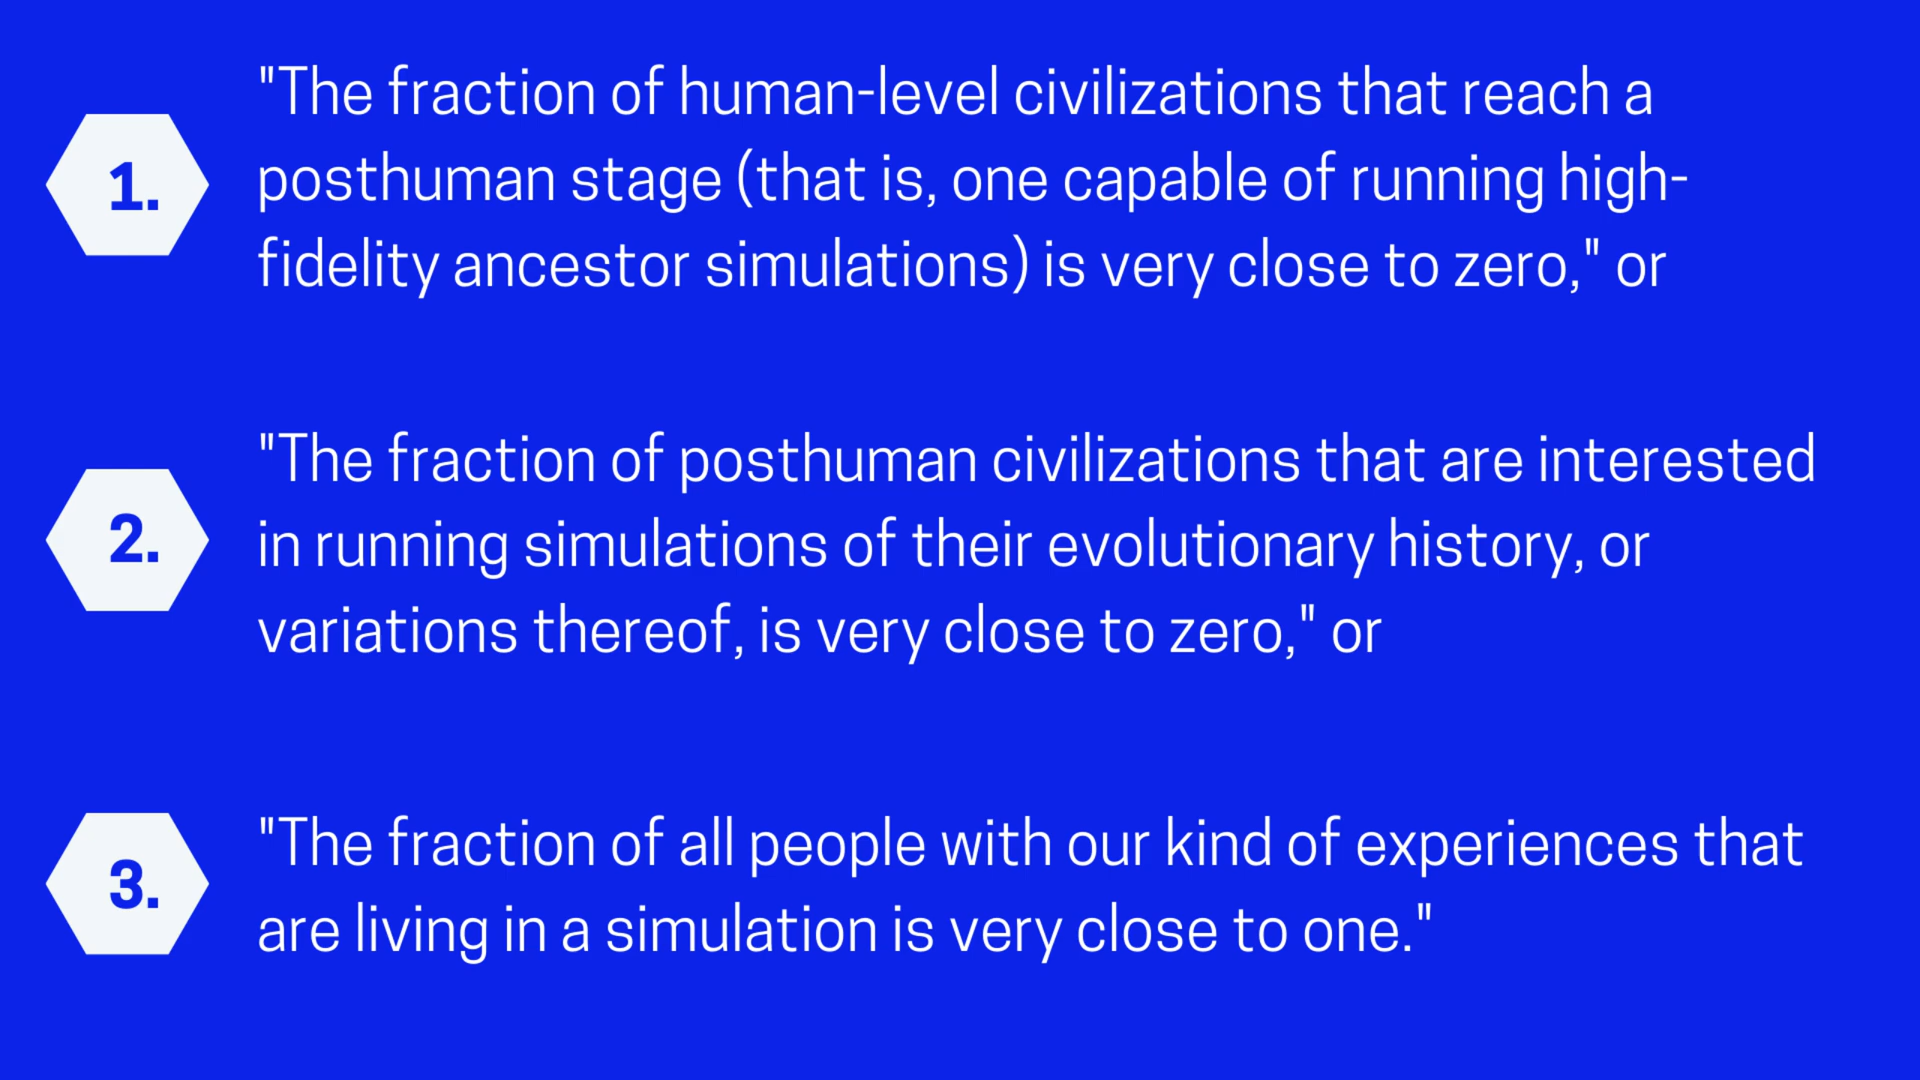 1.
"The fraction of human-level civilizations that reach a
posthuman stage (that is, one capable of running high-
fidelity ancestor simulations) is very close to zero," or
2.
"The fraction of posthuman civilizations that are interested
in running simulations of their evolutionary history, or
variations thereof, is very close to zero," or
3.
"The fraction of all people with our kind of experiences that
are living in a simulation is very close to one."